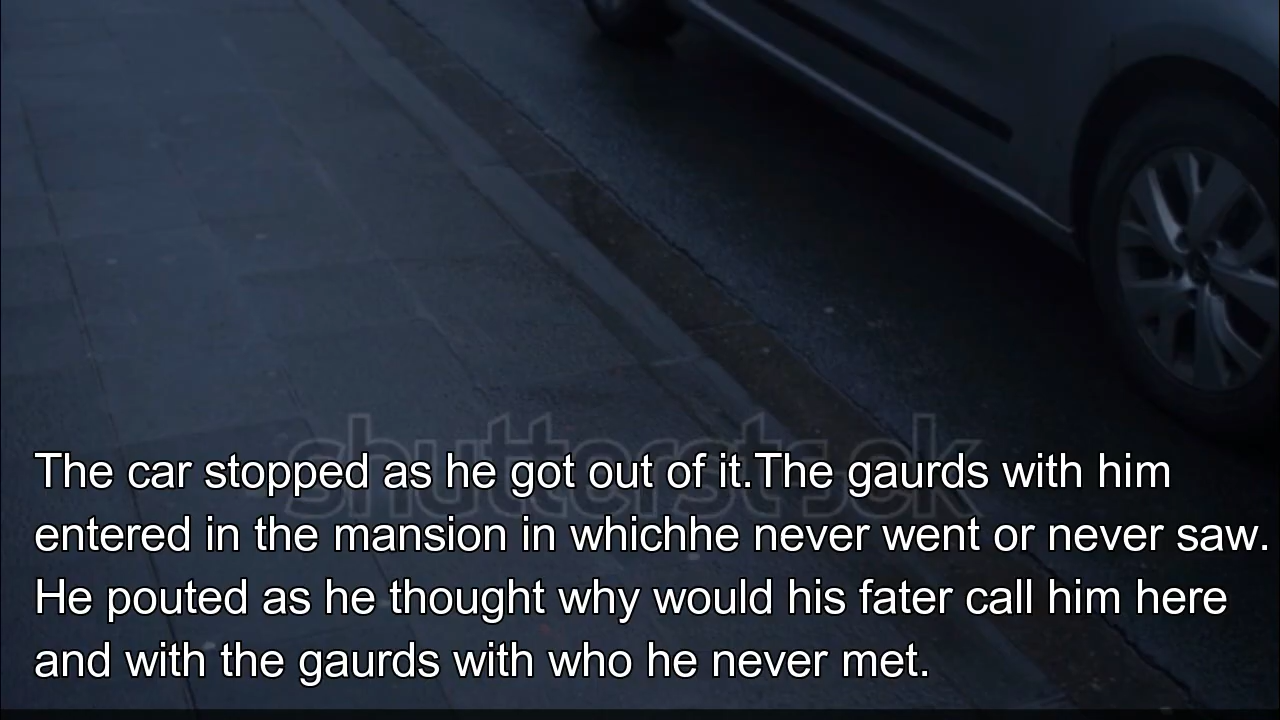 shutterstock
The car stopped as he got out of it.The gaurds with him
entered in the mansion in whichhe never went or never saw.
He pouted as he thought why would his fater call him here
and with the gaurds with who he never met.